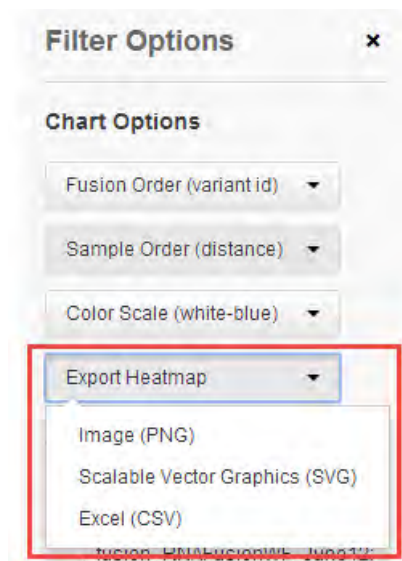 Filter Options ×
Chart Options
Fusion Order (variant id)
Sample Order (distance)
Color Scale (white-blue)
Export Heatmap
Image (PNG)
Scalable Vector Graphics (SVG)
Excel (CSV)